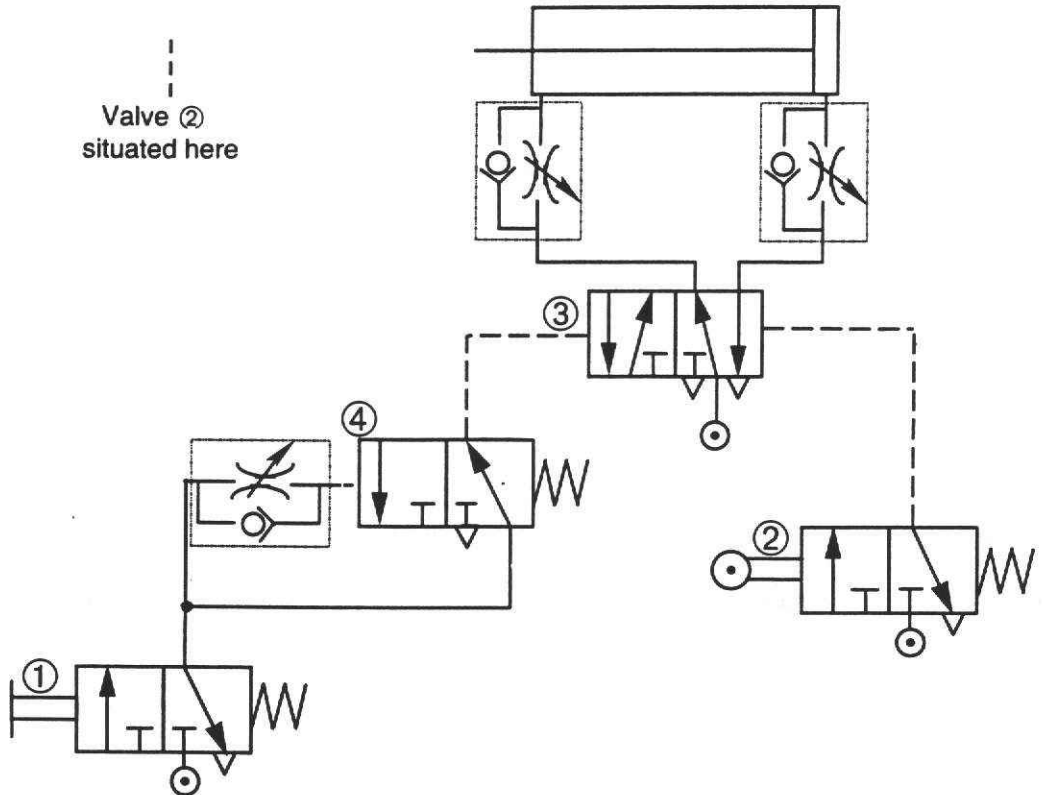 Valve ②
situated here
③
④
②
①